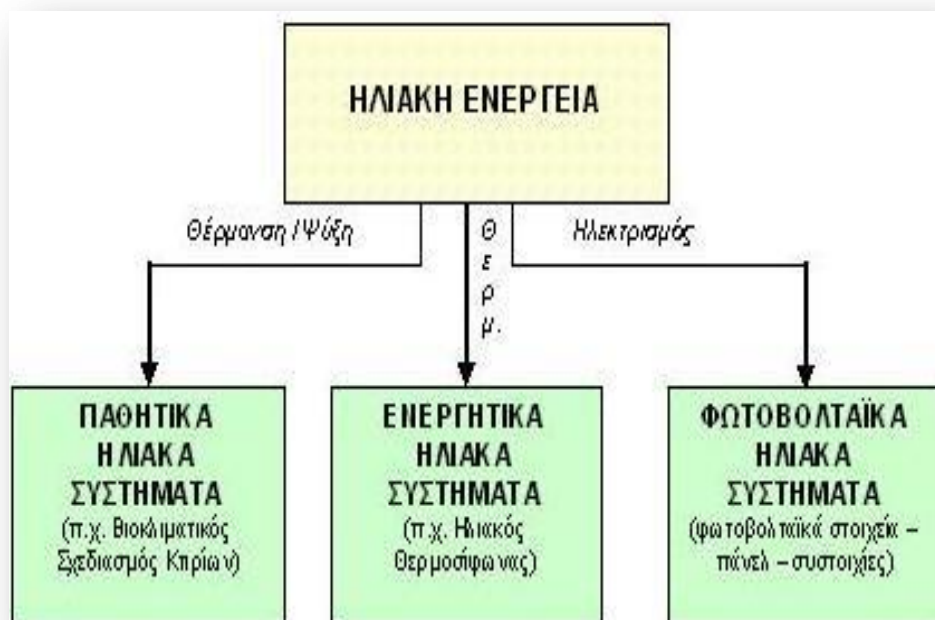 ΗΛΙΑΚΗ ΕΝΕΡΓΕΙΑ
Θέρμανση / Ψύξη
Θερμ.
Ηλεκτρισμός
ΠΑΘΗΤΙΚΑ
ΗΛΙΑΚΑ
ΣΥΣΤΗΜΑΤΑ
(π.χ. Βιοκλιματικός
Σχεδιασμός Κτιρίων)
ΕΝΕΡΓΗΤΙΚΑ
ΗΛΙΑΚΑ
ΣΥΣΤΗΜΑΤΑ
(π.χ. Ηλιακός
Θερμοσίφωνας)
ΦΩΤΟΒΟΛΤΑΪΚΑ
ΗΛΙΑΚΑ
ΣΥΣΤΗΜΑΤΑ
(φωτοβολταϊκά στοιχεία –
πάνελ – συστοιχίες)